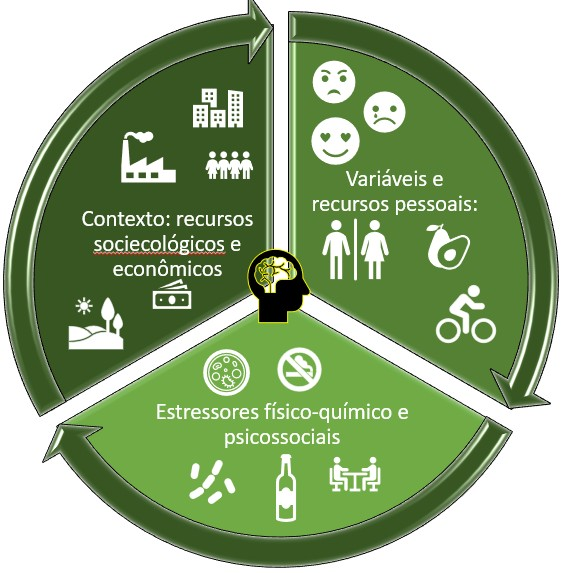 Contexto: recursos
sociecológicos e
econômicos
Variáveis e
recursos pessoais:
Estressores físico-químico e
psicossociais